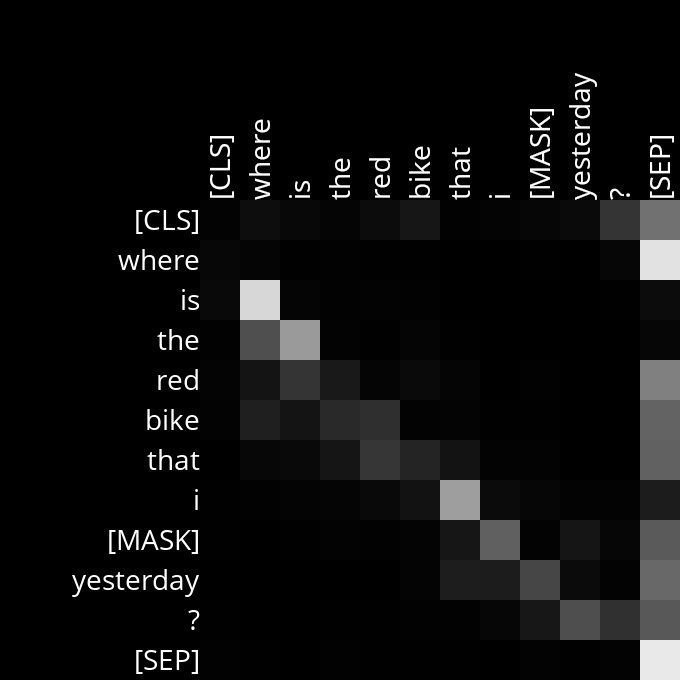 [CLS]
where
is
the
red
bike
that
i
[MASK]
yesterday
?
[SEP]
[CLS]
where
is
the
red
bike
that
i
[MASK]
yesterday
?
[SEP]